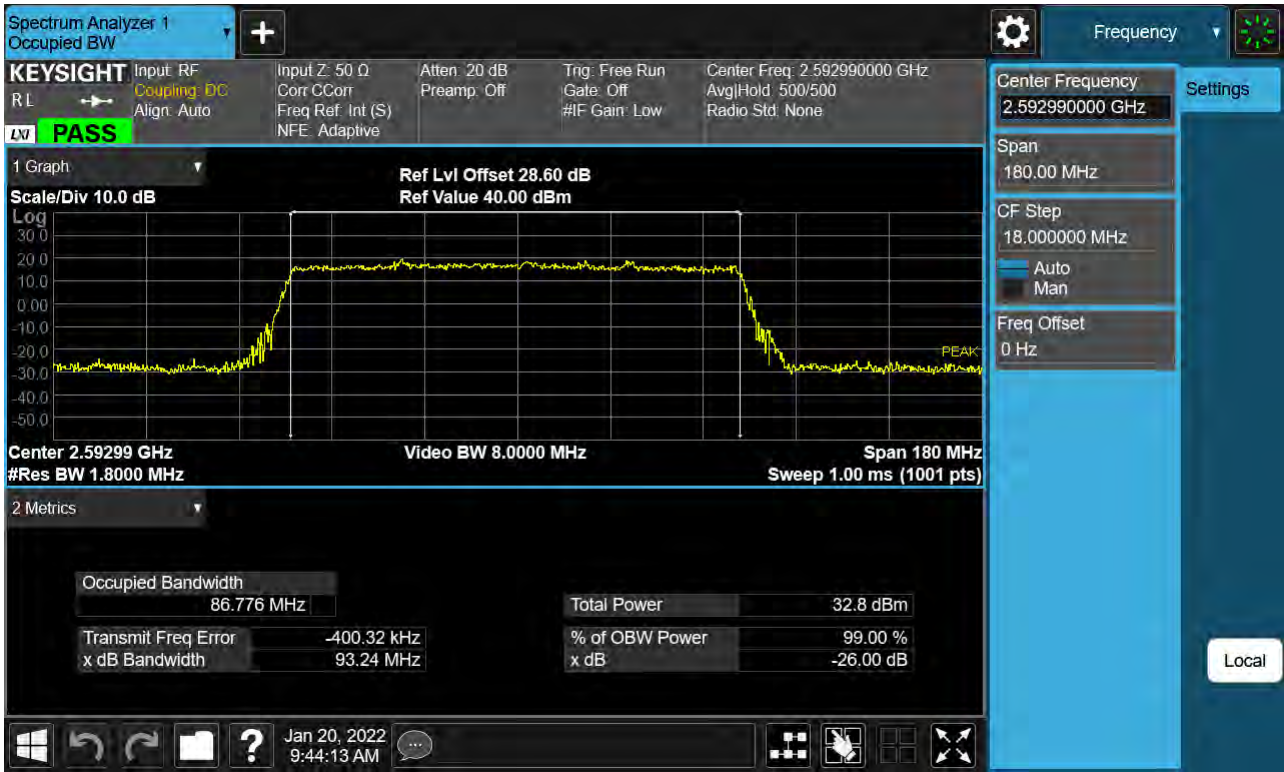 Spectrum Analyzer 1
Occupied BW
Frequency
KEYSIGHT
RL
LXI
PASS
Input: RF
Coupling: DC
Align: Auto
Input Z: 50 Ω
Corr CCorr
Freq Ref: Int (S)
NFE: Adaptive
Atten: 20 dB
Preamp: Off
Trig: Free Run
Gate: Off
#IF Gain: Low
Center Freq: 2.592990000 GHz
Avg|Hold: 500/500
Radio Std: None
1 Graph
Scale/Div 10.0 dB
Ref Lvl Offset 28.60 dB
Ref Value 40.00 dBm
Log
30.0
20.0
10.0
0.00
-10.0
-20.0
-30.0
-40.0
-50.0
PEAK
Center 2.59299 GHz
Video BW 8.0000 MHz
Span 180 MHz
#Res BW 1.8000 MHz
Sweep 1.00 ms (1001 pts)
2 Metrics
Occupied Bandwidth
86.776 MHz
Transmit Freq Error -400.32 kHz
x dB Bandwidth 93.24 MHz
Total Power 32.8 dBm
% of OBW Power 99.00 %
x dB -26.00 dB
Center Frequency
2.592990000 GHz
Span
180.00 MHz
CF Step
18.000000 MHz
Auto
Man
Freq Offset
0 Hz
Settings
Local
?
Jan 20, 2022
9:44:13 AM